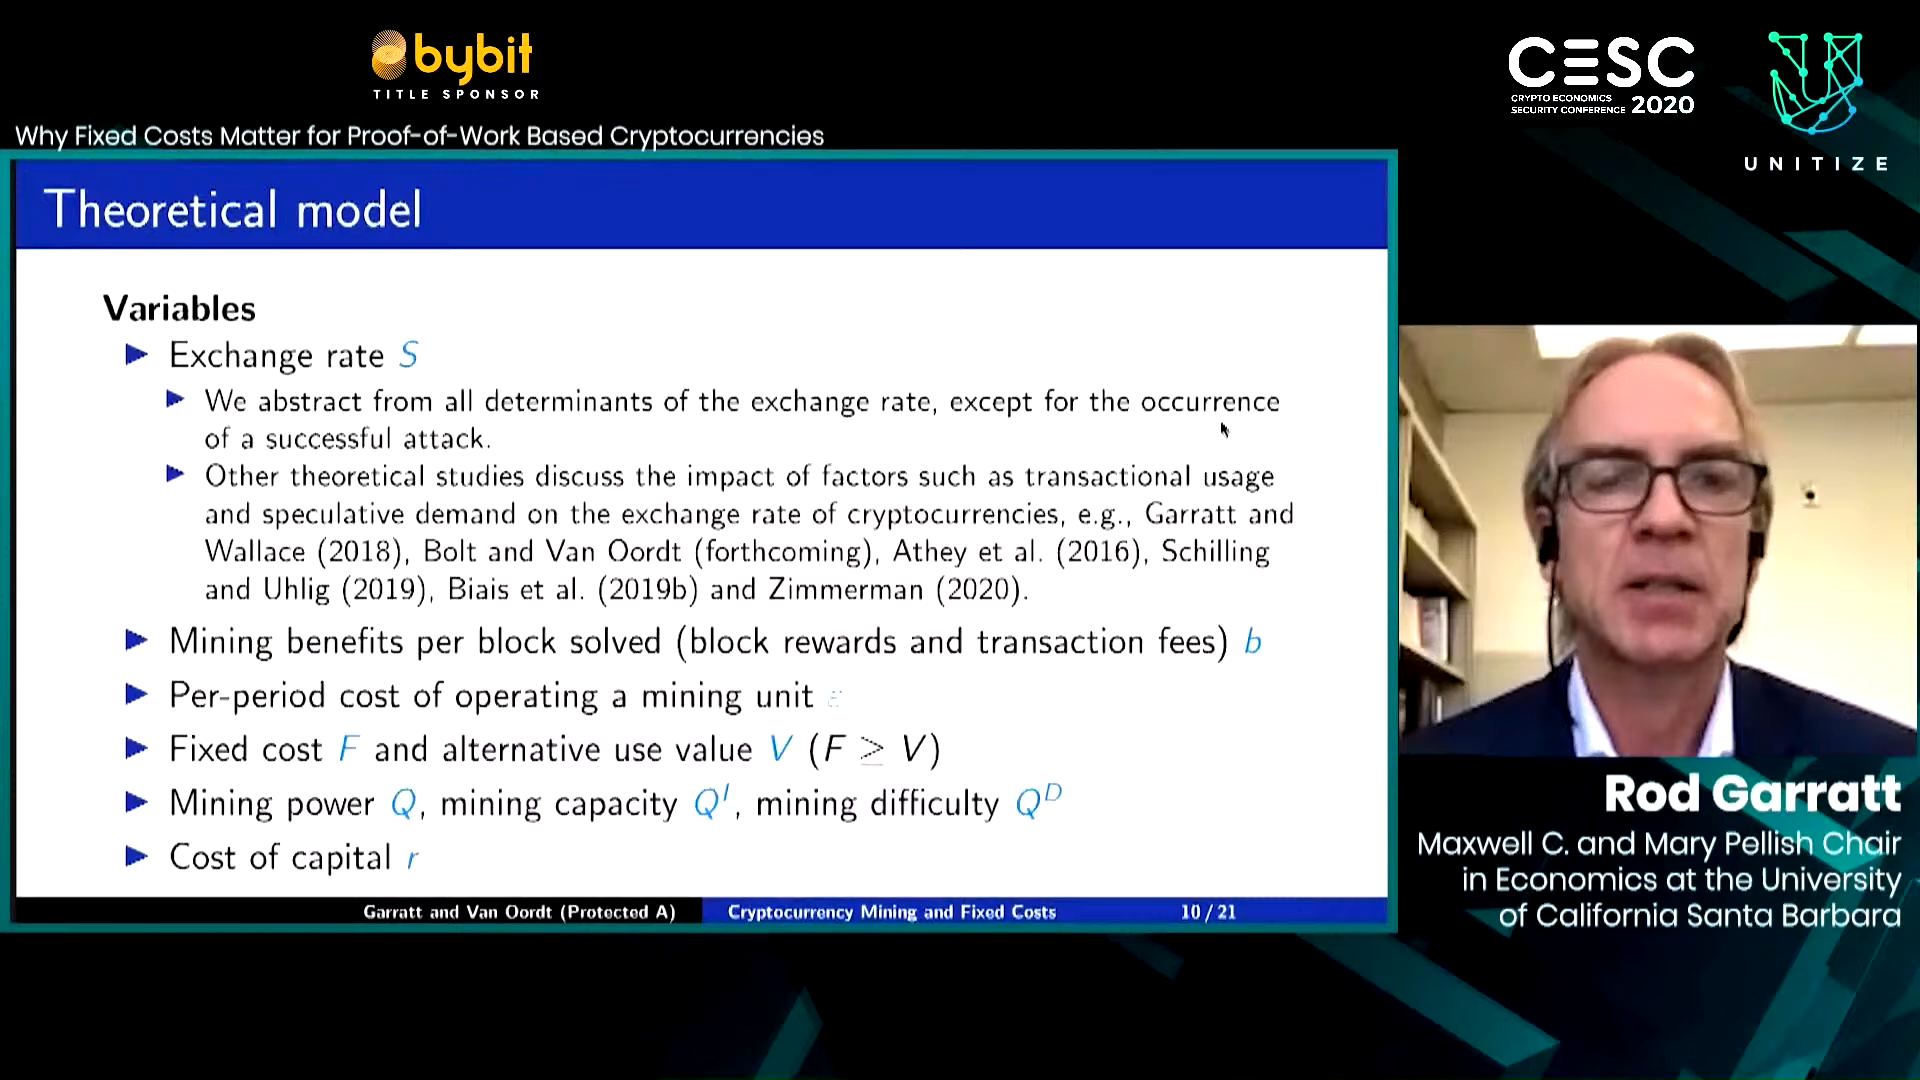 bybit
TITLE SPONSOR
CESC
CRYPTO ECONOMICS
SECURITY CONFERENCE 2020
UNITIZE
Why Fixed Costs Matter for Proof-of-Work Based Cryptocurrencies
Theoretical model
Variables
Exchange rate S
We abstract from all determinants of the exchange rate, except for the occurrence
of a successful attack.
Other theoretical studies discuss the impact of factors such as transactional usage
and speculative demand on the exchange rate of cryptocurrencies, e.g., Garratt and
Wallace (2018), Bolt and Van Oordt (forthcoming), Athey et al. (2016), Schilling
and Uhlig (2019), Biais et al. (2019b) and Zimmerman (2020).
Mining benefits per block solved (block rewards and transaction fees) b
Per-period cost of operating a mining unit
Fixed cost F and alternative use value V (F ≥ V)
Mining power Q, mining capacity Q^I, mining difficulty Q^D
Cost of capital r
Garratt and Van Oordt (Protected A) Cryptocurrency Mining and Fixed Costs 10 / 21
Rod Garratt
Maxwell C. and Mary Pellish Chair
in Economics at the University
of California Santa Barbara